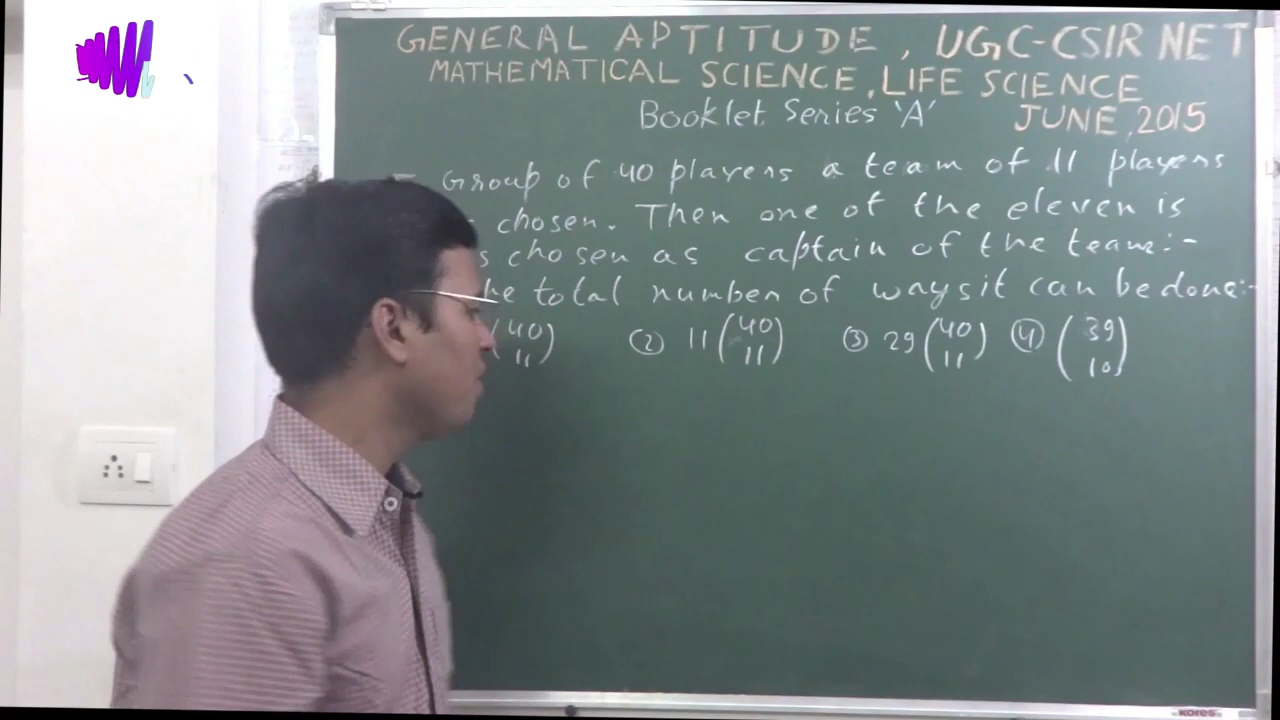 GENERAL APTITUDE, UGC-CSIR NET
MATHEMATICAL SCIENCE, LIFE SCIENCE
Booklet Series 'A' JUNE, 2015
Group of 40 players a team of 11 players
chosen. Then one of the eleven is
chosen as captain of the team:-
total number of ways it can be done:-
(40 11) (2) 11 (40 11) (3) 29 (40 11) (4) (39 10)
kores